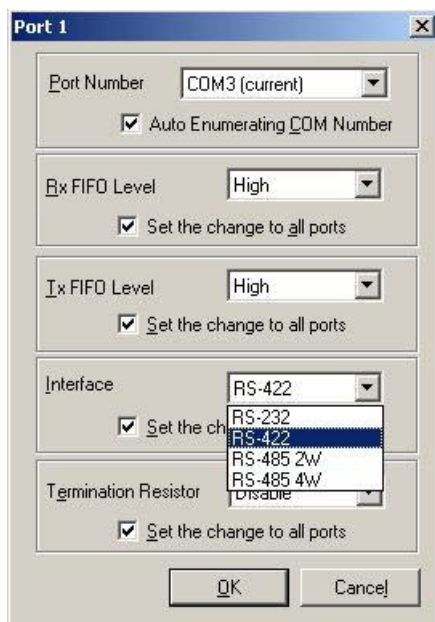 Port 1
Port Number COM3 (current)
Auto Enumerating COM Number
Rx FIFO Level High
Set the change to all ports
Tx FIFO Level High
Set the change to all ports
Interface RS-422
RS-232
Set the ch RS-422
RS-485 2W
RS-485 4W
Termination Resistor Disable
Set the change to all ports
OK Cancel